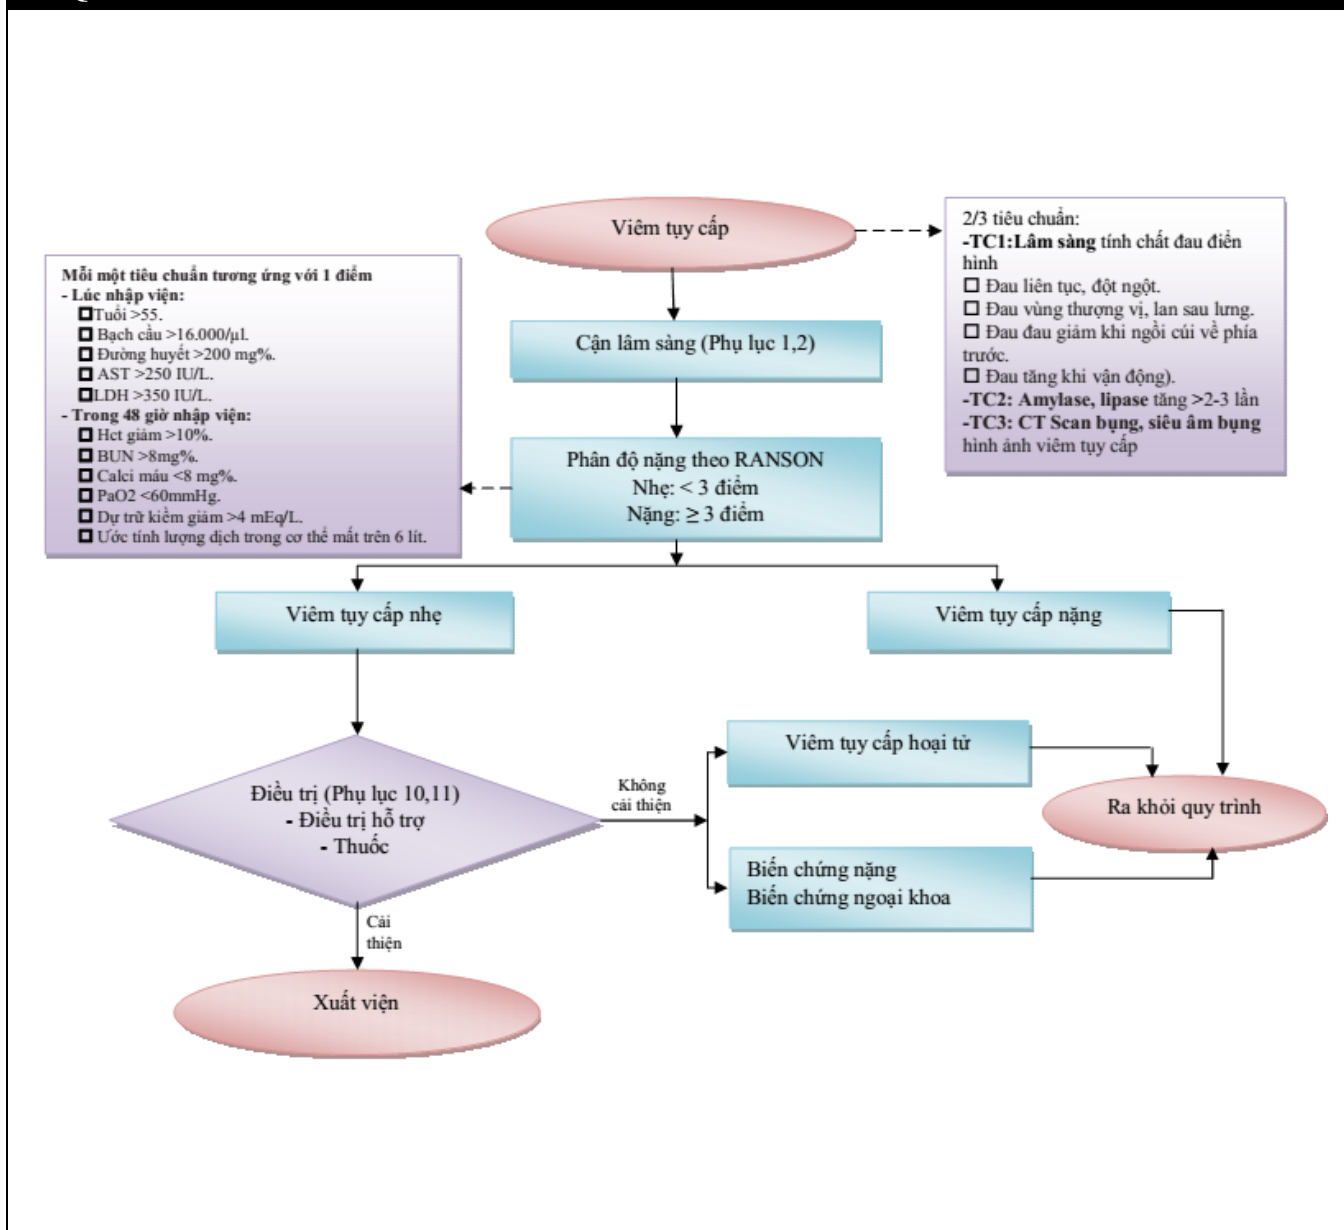 Viêm tụy cấp
2/3 tiêu chuẩn:
-TC1:Lâm sàng tính chất đau điển
hình
☐ Đau liên tục, đột ngột.
☐ Đau vùng thượng vị, lan sau lưng.
☐ Đau đau giảm khi ngồi cúi về phía
trước.
☐ Đau tăng khi vận động).
-TC2: Amylase, lipase tăng >2-3 lần
-TC3: CT Scan bụng, siêu âm bụng
hình ảnh viêm tụy cấp
Mỗi một tiêu chuẩn tương ứng với 1 điểm
- Lúc nhập viện:
☐Tuổi >55.
☐ Bạch cầu >16.000/µl.
☐ Đường huyết >200 mg%.
☐ AST >250 IU/L.
☐LDH >350 IU/L.
- Trong 48 giờ nhập viện:
☐ Hct giảm >10%.
☐ BUN >8mg%.
☐ Calci máu <8 mg%.
☐ PaO2 <60mmHg.
☐ Dự trữ kiềm giảm >4 mEq/L.
☐ Ước tính lượng dịch trong cơ thể mất trên 6 lít.
Cận lâm sàng (Phụ lục 1,2)
Phân độ nặng theo RANSON
Nhẹ: < 3 điểm
Nặng: ≥ 3 điểm
Viêm tụy cấp nhẹ
Viêm tụy cấp nặng
Điều trị (Phụ lục 10,11)
- Điều trị hỗ trợ
- Thuốc
Không
cải thiện
Viêm tụy cấp hoại tử
Biến chứng nặng
Biến chứng ngoại khoa
Ra khỏi quy trình
Cải
thiện
Xuất viện